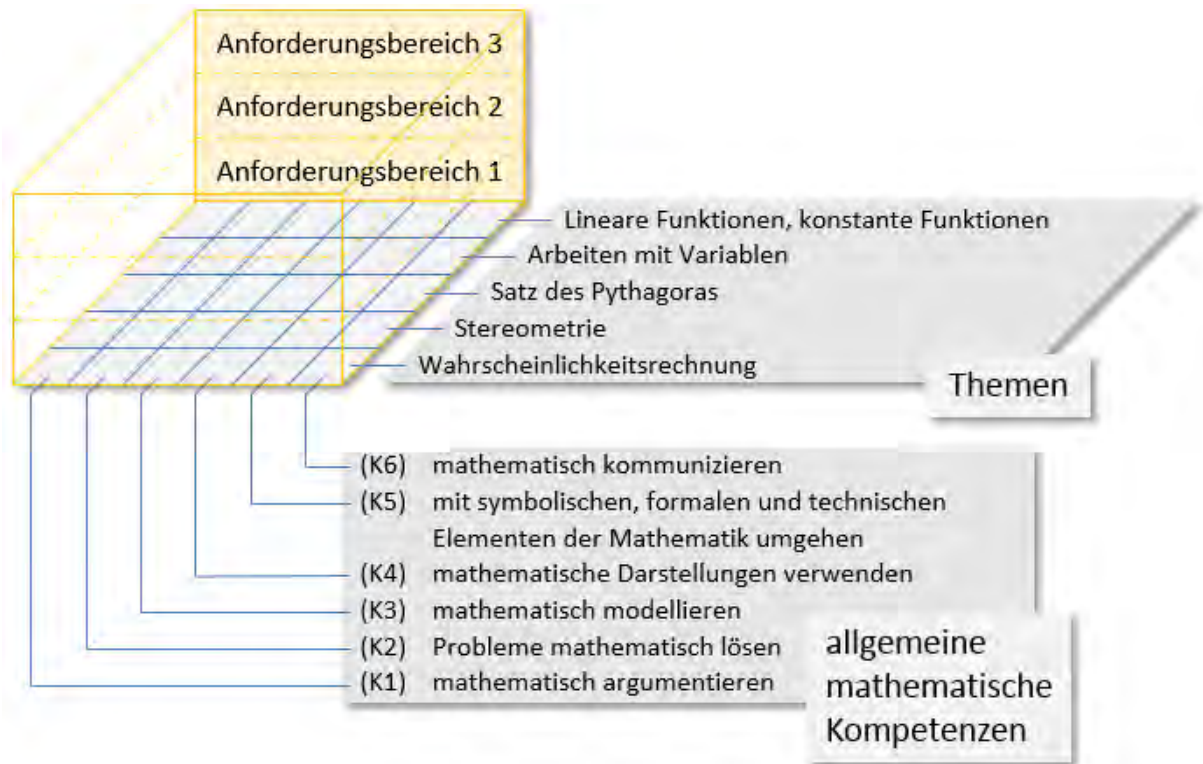 Anforderungsbereich 3
Anforderungsbereich 2
Anforderungsbereich 1
Lineare Funktionen, konstante Funktionen
Arbeiten mit Variablen
Satz des Pythagoras
Stereometrie
Wahrscheinlichkeitsrechnung
Themen
(K6) mathematisch kommunizieren
(K5) mit symbolischen, formalen und technischen
Elementen der Mathematik umgehen
(K4) mathematische Darstellungen verwenden
(K3) mathematisch modellieren
(K2) Probleme mathematisch lösen
(K1) mathematisch argumentieren
allgemeine
mathematische
Kompetenzen